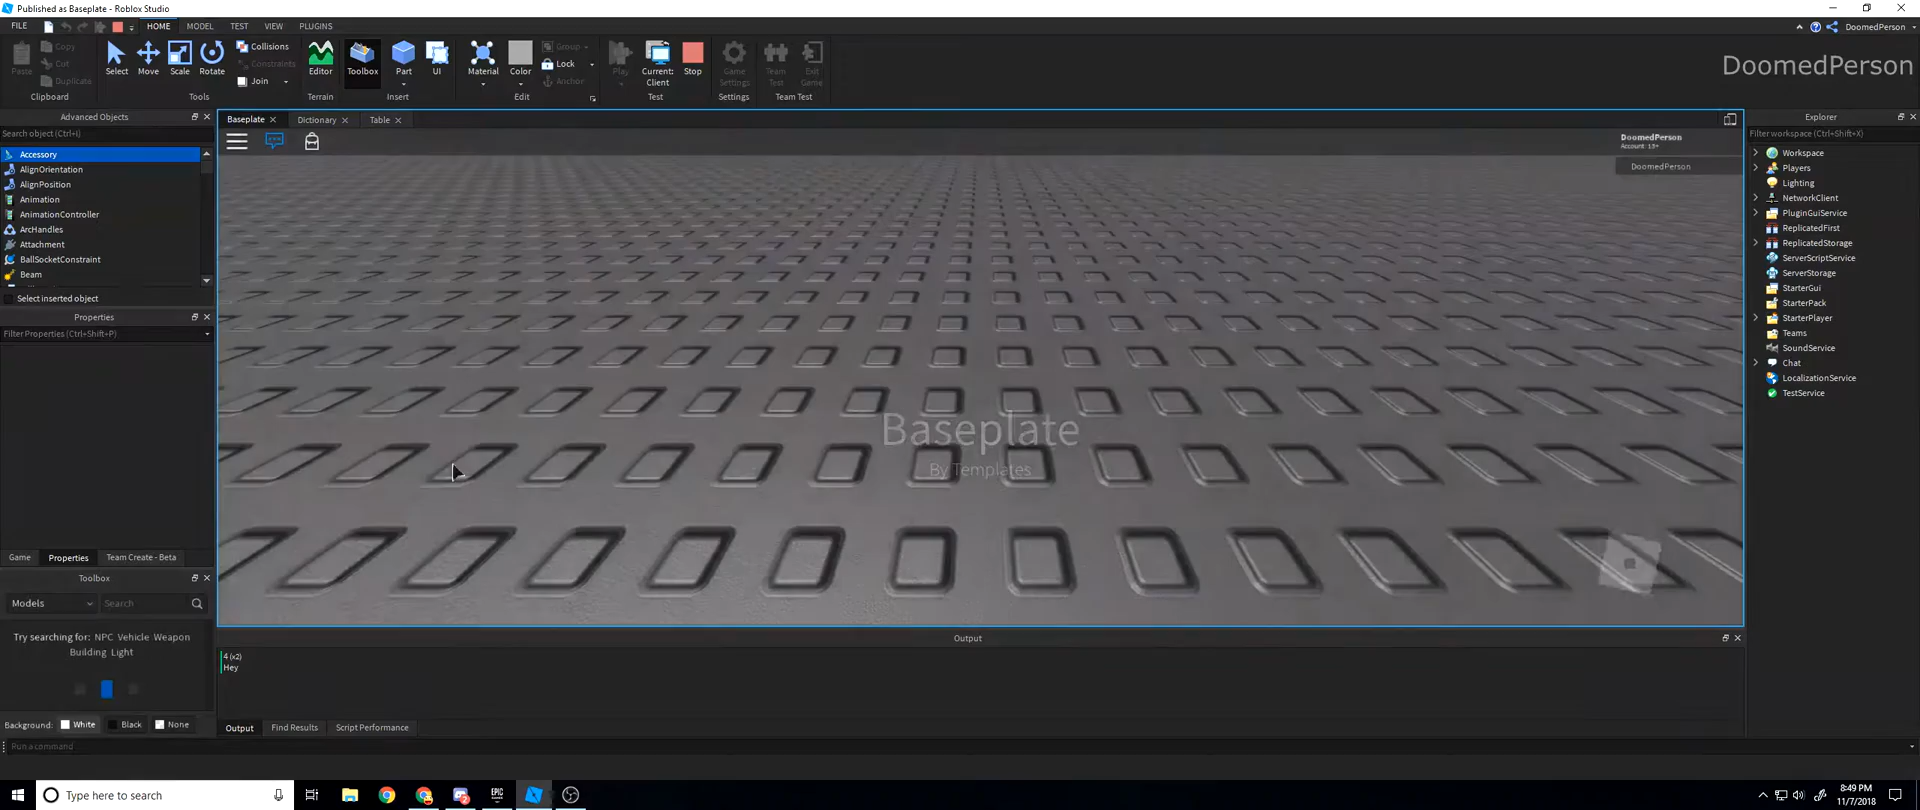 Published as Baseplate - Roblox Studio
FILE HOME MODEL TEST VIEW PLUGINS
DoomedPerson
Paste Copy Cut Duplicate
Select Move Scale Rotate
Collisions Constraints Join
Editor Toolbox Part UI
Material Color Group Lock Anchor
Play Current: Client Stop
Game Settings Team Test Exit Game
Clipboard Tools Terrain Insert Edit Test Settings Team Test
DoomedPerson
Advanced Objects
Search object (Ctrl+I)
Accessory
AlignOrientation
AlignPosition
Animation
AnimationController
ArcHandles
Attachment
BallSocketConstraint
Beam
Select inserted object
Properties
Filter Properties (Ctrl+Shift+P)
Game Properties Team Create - Beta
Toolbox
Models Search
Try searching for: NPC Vehicle Weapon
Building Light
Background: White Black None
Baseplate Dictionary Table
DoomedPerson
Account: 13+
DoomedPerson
Baseplate
By Templates
Output
4 (x2)
Hey
Output Find Results Script Performance
Run a command
Explorer
Filter workspace (Ctrl+Shift+X)
Workspace
Players
Lighting
NetworkClient
PluginGuiService
ReplicatedFirst
ReplicatedStorage
ServerScriptService
ServerStorage
StarterGui
StarterPack
StarterPlayer
Teams
SoundService
Chat
LocalizationService
TestService
Type here to search
EPIC
GAMES
8:49 PM
11/7/2018